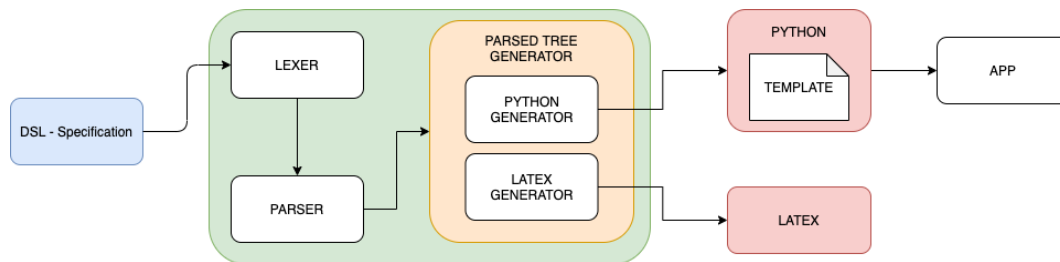 DSL - Specification
LEXER
PARSER
PARSED TREE
GENERATOR
PYTHON
GENERATOR
LATEX
GENERATOR
PYTHON
TEMPLATE
LATEX
APP